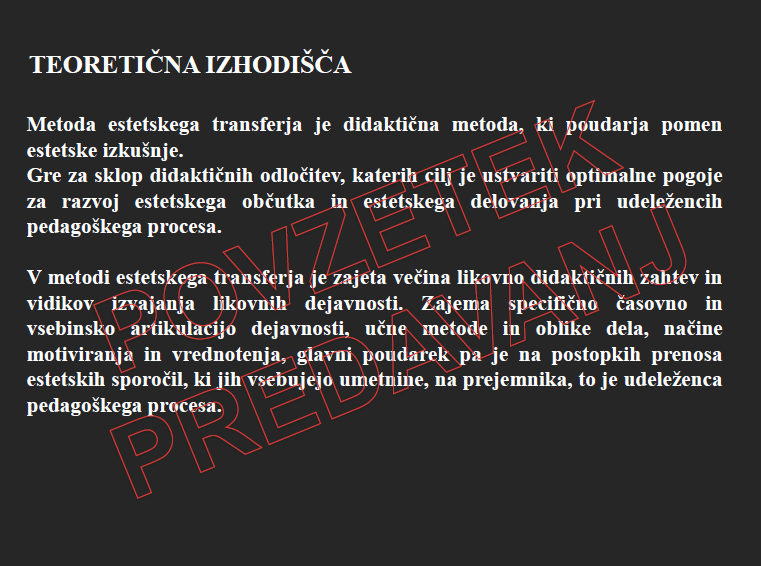 TEORETIČNA IZHODIŠČA
Metoda estetskega transferja je didaktična metoda, ki poudarja pomen
estetske izkušnje.
Gre za sklop didaktičnih odločitev, katerih cilj je ustvariti optimalne pogoje
za razvoj estetskega občutka in estetskega delovanja pri udeležencih
pedagoškega procesa.
V metodi estetskega transferja je zajeta večina likovno didaktičnih zahtev in
vidikov izvajanja likovnih dejavnosti. Zajema specifično časovno in
vsebinsko artikulacijo dejavnosti, učne metode in oblike dela, načine
motiviranja in vrednotenja, glavni poudarek pa je na postopkih prenosa
estetskih sporočil, ki jih vsebujejo umetnine, na prejemnika, to je udeleženca
pedagoškega procesa.
POVZETEK
PREDAVANJ